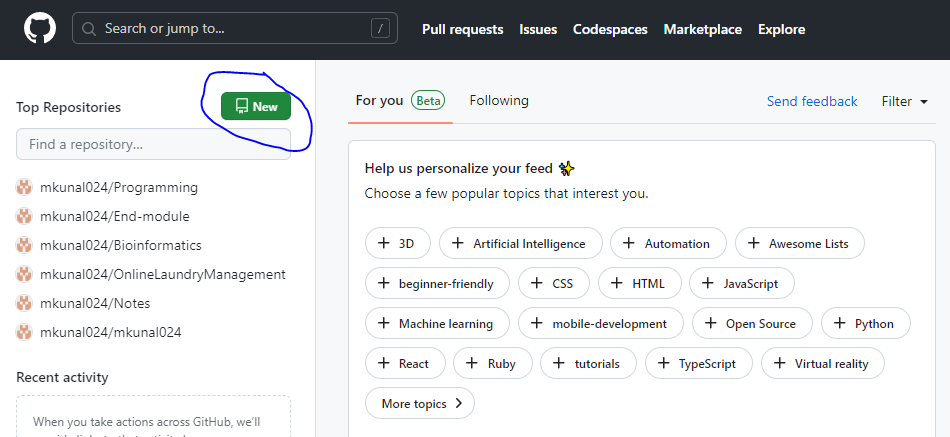 Search or jump to...
/
Pull requests
Issues
Codespaces
Marketplace
Explore
Top Repositories
New
Find a repository...
mkunal024/Programming
mkunal024/End-module
mkunal024/Bioinformatics
mkunal024/OnlineLaundryManagement
mkunal024/Notes
mkunal024/mkunal024
Recent activity
When you take actions across GitHub, we'll
For you Beta
Following
Send feedback
Filter
Help us personalize your feed ✨
Choose a few popular topics that interest you.
+ 3D + Artificial Intelligence + Automation + Awesome Lists
+ beginner-friendly + CSS + HTML + JavaScript
+ Machine learning + mobile-development + Open Source + Python
+ React + Ruby + tutorials + TypeScript + Virtual reality
More topics >